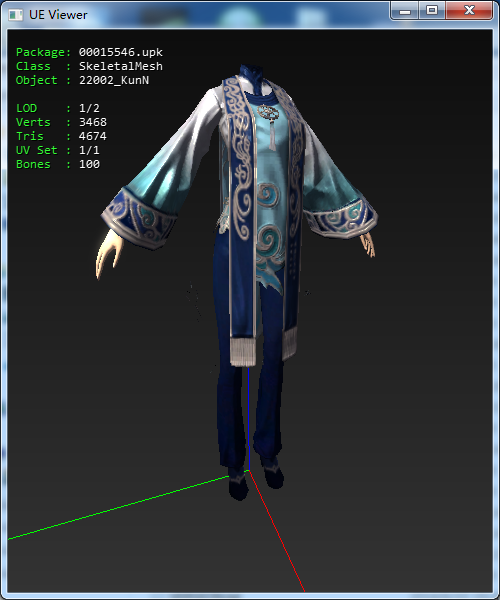 UE Viewer
Package: 00015546.upk
Class : SkeletalMesh
Object : 22002_KunN
LOD : 1/2
Verts : 3468
Tris : 4674
UV Set : 1/1
Bones : 100